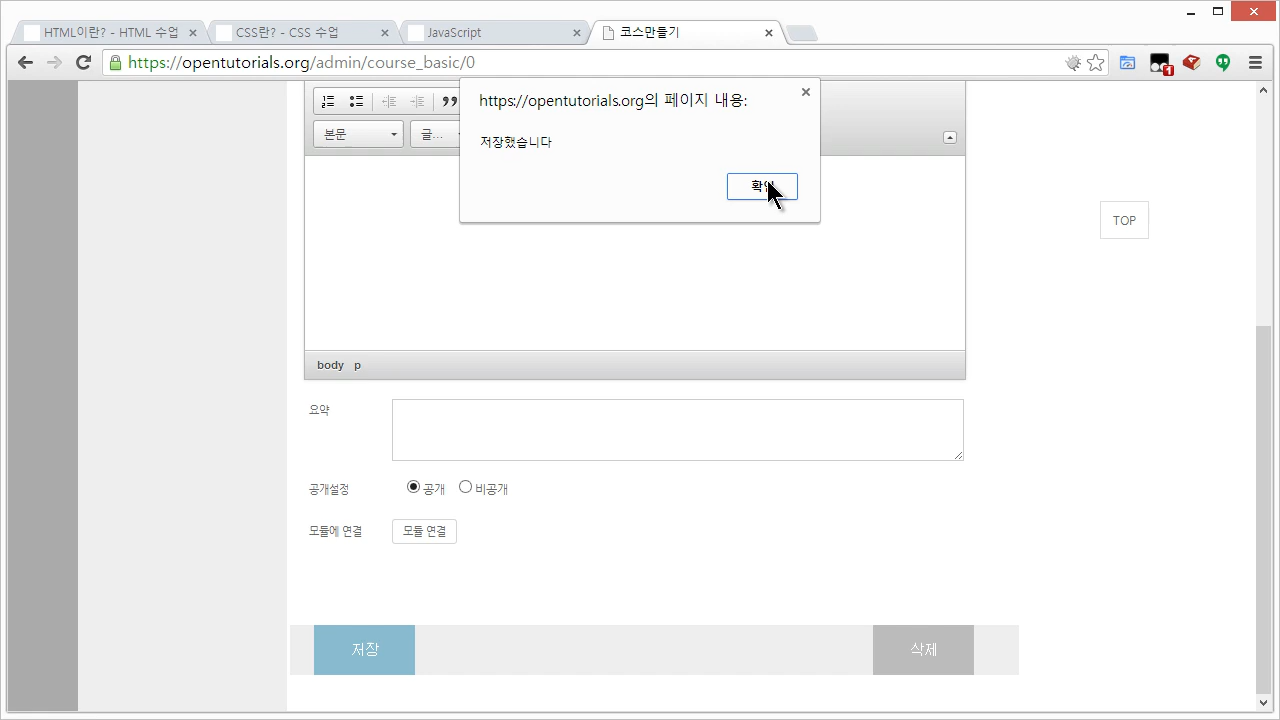 HTML이란? - HTML 수업
CSS란? - CSS 수업
JavaScript
코스만들기
https://opentutorials.org/admin/course_basic/0
1
https://opentutorials.org의 페이지 내용:
저장했습니다
확인
본문
글...
TOP
body p
요약
공개설정 공개 비공개
모듈에 연결 모듈 연결
저장 삭제